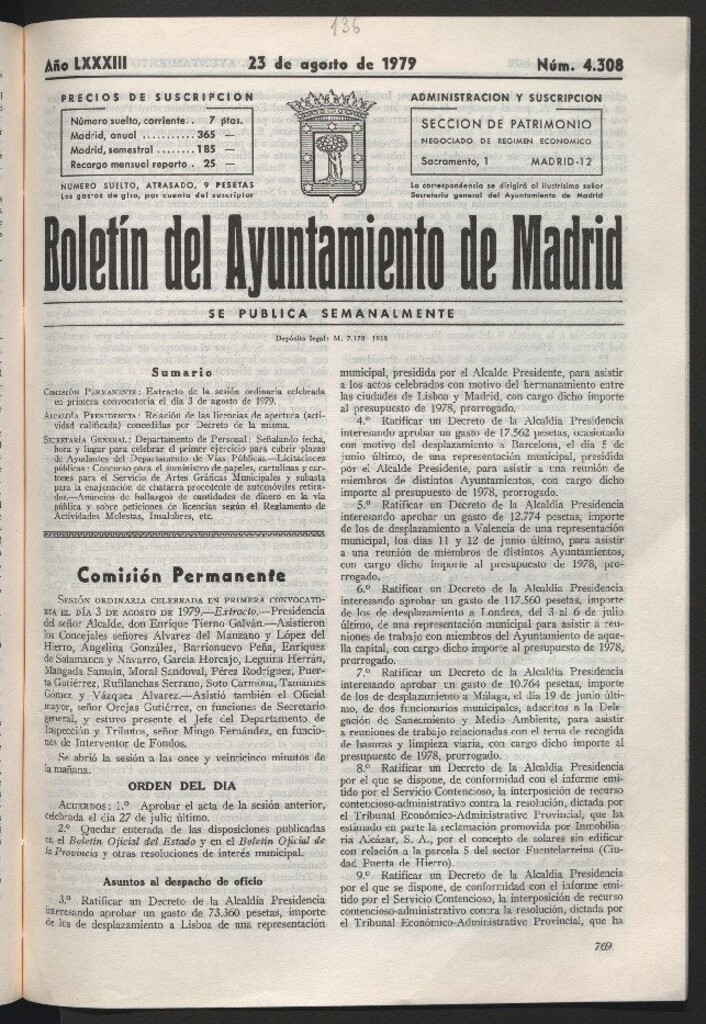 136
Año LXXXIII
23 de agosto de 1979
Núm. 4.308
PRECIOS DE SUSCRIPCION
Número suelto, corriente.. 7 ptas.
Madrid, anual ........... 365 —
Madrid, semestral ....... 185 —
Recargo mensual reparto . 25 —
NUMERO SUELTO, ATRASADO, 9 PESETAS
Los gastos de giro, por cuenta del suscriptor
ADMINISTRACION Y SUSCRIPCION
SECCION DE PATRIMONIO
NEGOCIADO DE REGIMEN ECONOMICO
Sacramento, 1 MADRID-12
La correspondencia se dirigirá al ilustrísimo señor
Secretario general del Ayuntamiento de Madrid
Boletín del Ayuntamiento de Madrid
SE PUBLICA SEMANALMENTE
Depósito legal: M. 7.178 1958
Sumario
COMISIÓN PERMANENTE: Extracto de la sesión ordinaria celebrada
en primera convocatoria el día 3 de agosto de 1979.
ALCALDÍA PRESIDENCIA: Relación de las licencias de apertura (acti-
vidad calificada) concedidas por Decreto de la misma.
SECRETARÍA GENERAL: Departamento de Personal: Señalando fecha,
hora y lugar para celebrar el primer ejercicio para cubrir plazas
de Ayudantes del Departamento de Vías Públicas.—Licitaciones
públicas: Concurso para el suministro de papeles, cartulinas y car-
tones para el Servicio de Artes Gráficas Municipales y subasta
para la enajenación de chatarra procedente de automóviles retira-
dos.—Anuncios de hallazgos de cantidades de dinero en la vía
pública y sobre peticiones de licencias según el Reglamento de
Actividades Molestas, Insalubres, etc.
Comisión Permanente
SESIÓN ORDINARIA CELEBRADA EN PRIMERA CONVOCATO-
RIA EL DÍA 3 DE AGOSTO DE 1979.—Extracto.—Presidencia
del señor Alcalde, don Enrique Tierno Galván.—Asistieron
los Concejales señores Alvarez del Manzano y López del
Hierro, Angelina González, Barrionuevo Peña, Enríquez
de Salamanca y Navarro, García Horcajo, Leguina Herrán,
Mangada Samaín, Moral Sandoval, Pérez Rodríguez, Puer-
ta Gutiérrez, Rufilanchas Serrano, Soto Carmona, Tamames
Gómez y Vázquez Alvarez.—Asistió también el Oficial
mayor, señor Orejas Gutiérrez, en funciones de Secretario
general, y estuvo presente el Jefe del Departamento de
Inspección y Tributos, señor Mingo Fernández, en funcio-
nes de Interventor de Fondos.
Se abrió la sesión a las once y veinticinco minutos de
la mañana.
ORDEN DEL DIA
ACUERDOS: 1.º Aprobar el acta de la sesión anterior,
celebrada el día 27 de julio último.
2.º Quedar enterada de las disposiciones publicadas
en el Boletín Oficial del Estado y en el Boletín Oficial de
la Provincia y otras resoluciones de interés municipal.
Asuntos al despacho de oficio
3.º Ratificar un Decreto de la Alcaldía Presidencia
interesando aprobar un gasto de 73.360 pesetas, importe
de los de desplazamiento a Lisboa de una representación
municipal, presidida por el Alcalde Presidente, para asistir
a los actos celebrados con motivo del hermanamiento entre
las ciudades de Lisboa y Madrid, con cargo dicho importe
al presupuesto de 1978, prorrogado.
4.º Ratificar un Decreto de la Alcaldía Presidencia
interesando aprobar un gasto de 17.562 pesetas, ocasionado
con motivo del desplazamiento a Barcelona, el día 5 de
junio último, de una representación municipal, presidida
por el Alcalde Presidente, para asistir a una reunión de
miembros de distintos Ayuntamientos, con cargo dicho
importe al presupuesto de 1978, prorrogado.
5.º Ratificar un Decreto de la Alcaldía Presidencia
interesando aprobar un gasto de 12.774 pesetas, importe
de los de desplazamiento a Valencia de una representación
municipal, los días 11 y 12 de junio último, para asistir
a una reunión de miembros de distintos Ayuntamientos,
con cargo dicho importe al presupuesto de 1978, pro-
rrogado.
6.º Ratificar un Decreto de la Alcaldía Presidencia
interesando aprobar un gasto de 117.560 pesetas, importe
de los de desplazamiento a Londres, del 3 al 6 de julio
último, de una representación municipal para asistir a reu-
niones de trabajo con miembros del Ayuntamiento de aque-
lla capital, con cargo dicho importe al presupuesto de 1978,
prorrogado.
7.º Ratificar un Decreto de la Alcaldía Presidencia
interesando aprobar un gasto de 10.764 pesetas, importe
de los de desplazamiento a Málaga, el día 19 de junio últi-
mo, de dos funcionarios municipales, adscritos a la Dele-
gación de Saneamiento y Medio Ambiente, para asistir
a reuniones de trabajo relacionadas con el tema de recogida
de basuras y limpieza viaria, con cargo dicho importe al
presupuesto de 1978, prorrogado.
8.º Ratificar un Decreto de la Alcaldía Presidencia
por el que se dispone, de conformidad con el informe emi-
tido por el Servicio Contencioso, la interposición de recurso
contencioso-administrativo contra la resolución, dictada por
el Tribunal Económico-Administrativo Provincial, que ha
estimado en parte la reclamación promovida por Inmobilia-
ria Alcázar, S. A., por el concepto de solares sin edificar
con relación a la parcela 5 del sector Fuentelarreina (Ciu-
dad Puerta de Hierro).
9.º Ratificar un Decreto de la Alcaldía Presidencia
por el que se dispone, de conformidad con el informe emi-
tido por el Servicio Contencioso, la interposición de recurso
contencioso-administrativo contra la resolución, dictada por
el Tribunal Económico-Administrativo Provincial, que ha
769